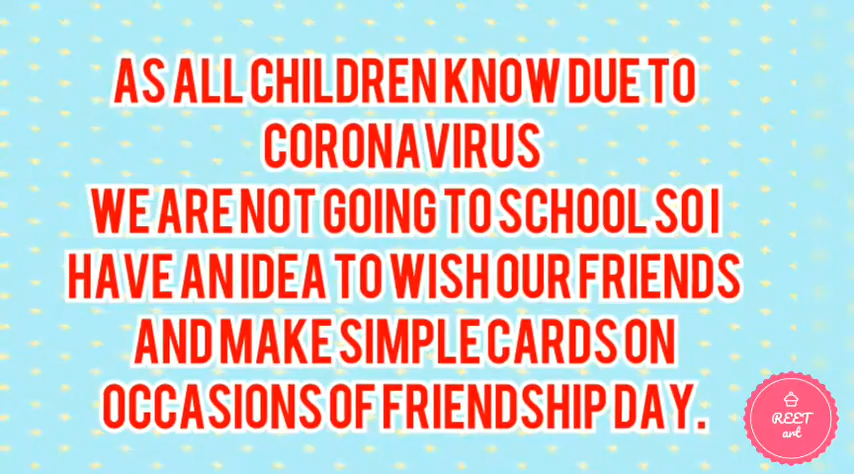 AS ALL CHILDREN KNOW DUE TO
CORONA VIRUS
WE ARE NOT GOING TO SCHOOL SO I
HAVE AN IDEA TO WISH OUR FRIENDS
AND MAKE SIMPLE CARDS ON
OCCASIONS OF FRIENDSHIP DAY.
REET
art